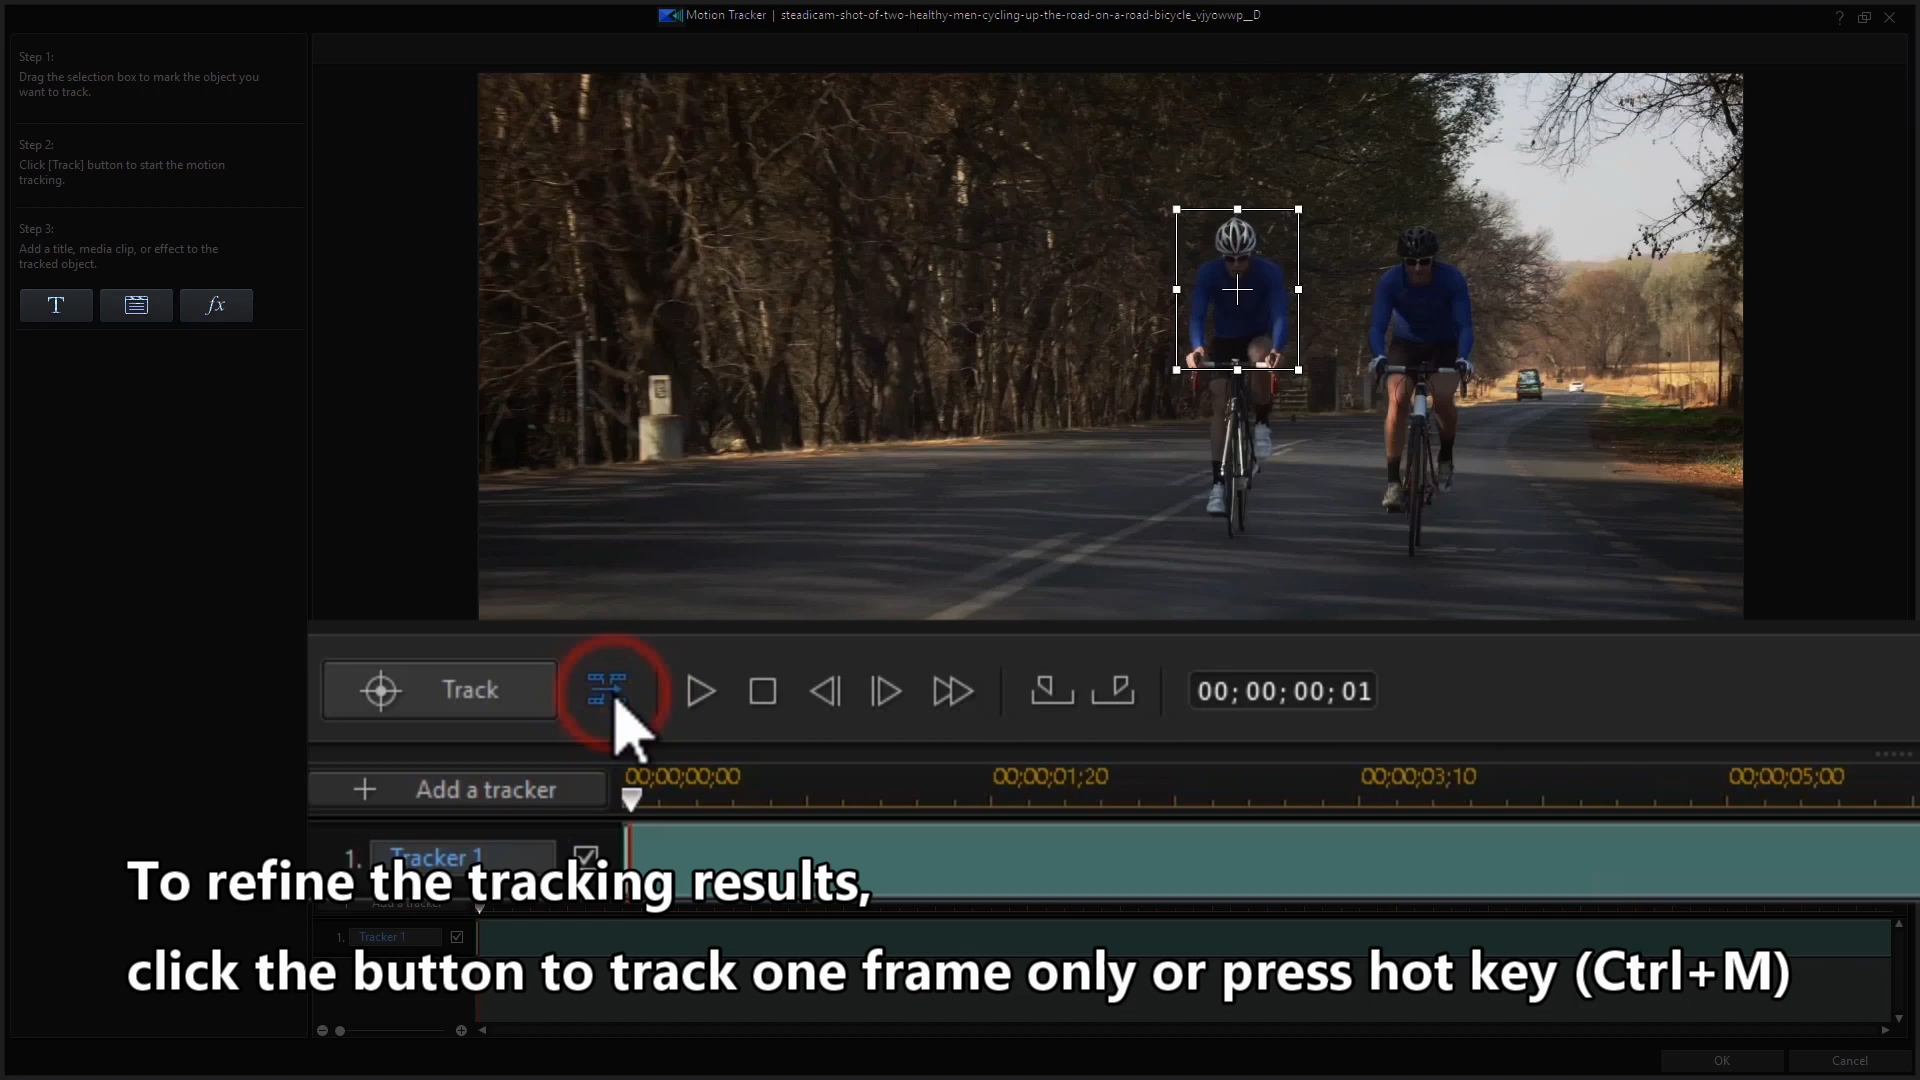 Motion Tracker | steadicam-shot-of-two-healthy-men-cycling-up-the-road-on-a-road-bicycle_vjyowwp__D
?
Step 1:
Drag the selection box to mark the object you
want to track.
Step 2:
Click [Track] button to start the motion
tracking.
Step 3:
Add a title, media clip, or effect to the
tracked object.
T
fx
Track
00;00;00;01
Add a tracker
00;00;00;00
00;00;01;20
00;00;03;10
00;00;05;00
1. Tracker 1
To refine the tracking results,
Add a tracker
1. Tracker 1
click the button to track one frame only or press hot key (Ctrl+M)
OK
Cancel